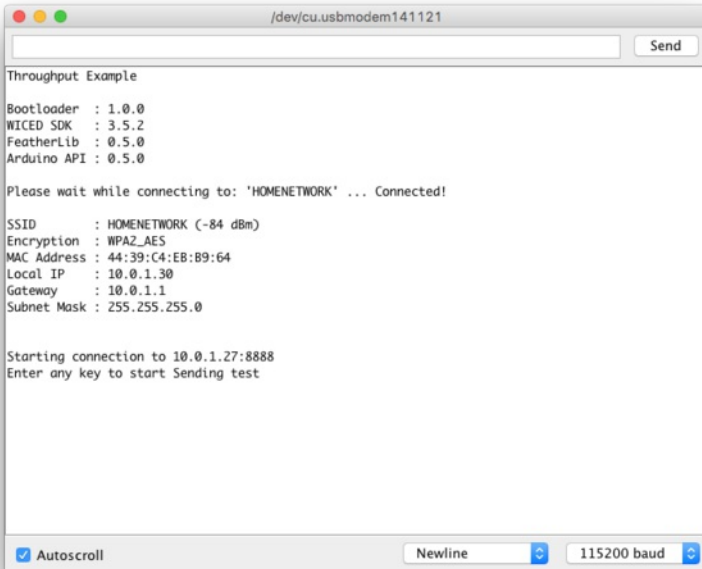 /dev/cu.usbmodem141121
Send
Throughput Example
Bootloader : 1.0.0
WICED SDK : 3.5.2
FeatherLib : 0.5.0
Arduino API : 0.5.0
Please wait while connecting to: 'HOMENETWORK' ... Connected!
SSID : HOMENETWORK (-84 dBm)
Encryption : WPA2_AES
MAC Address : 44:39:C4:EB:B9:64
Local IP : 10.0.1.30
Gateway : 10.0.1.1
Subnet Mask : 255.255.255.0
Starting connection to 10.0.1.27:8888
Enter any key to start Sending test
Autoscroll Newline 115200 baud